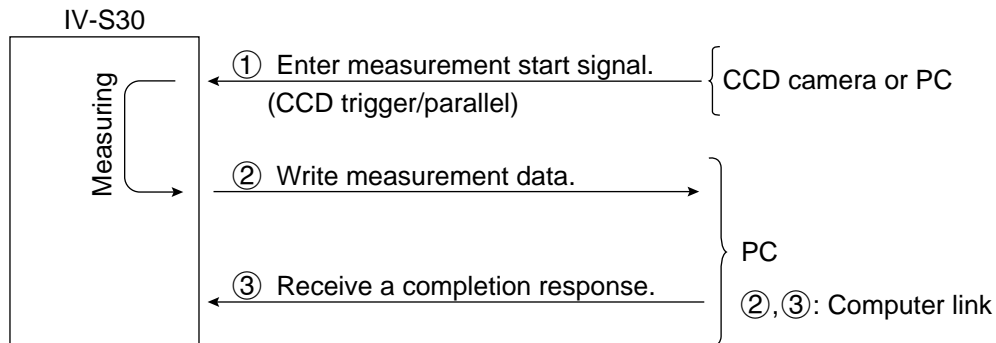 IV-S30
① Enter measurement start signal.
(CCD trigger/parallel)
CCD camera or PC
Measuring
② Write measurement data.
PC
③ Receive a completion response.
②,③: Computer link